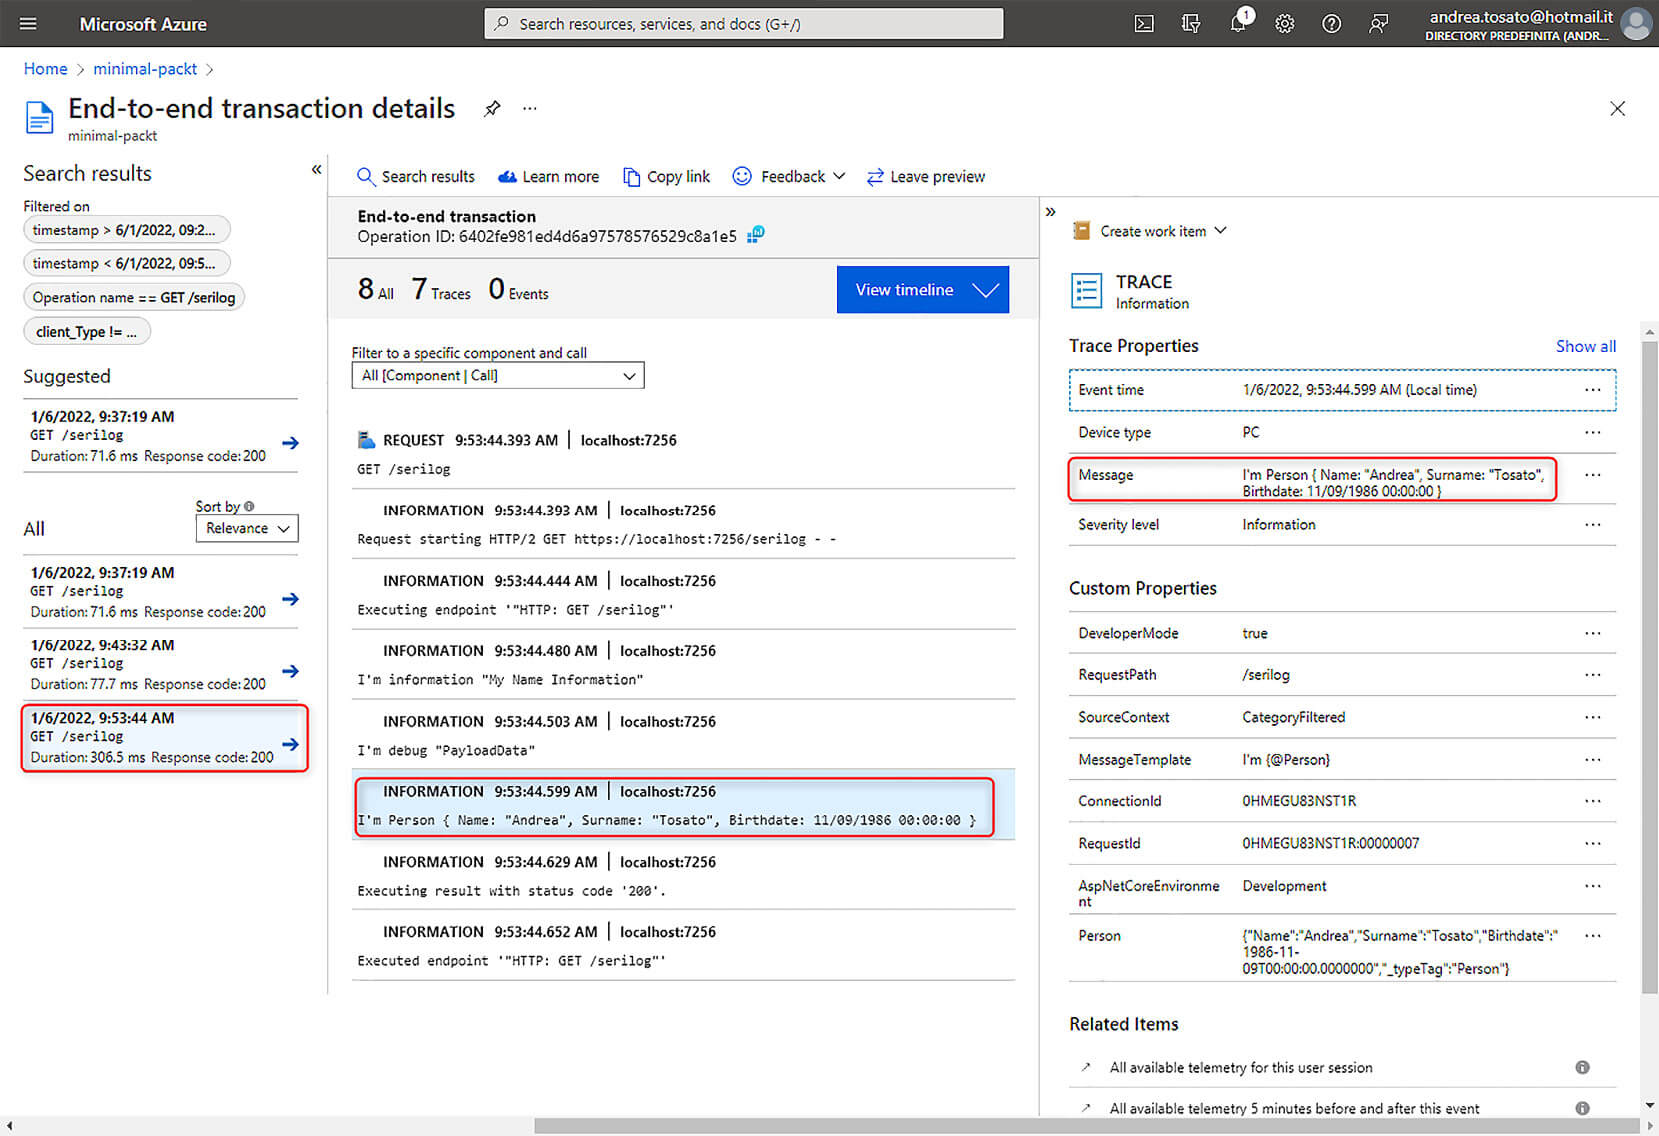 Microsoft Azure
Search resources, services, and docs (G+/)
1
andrea.tosato@hotmail.it
DIRECTORY PREDEFINITA (ANDR...
Home > minimal-packt >
End-to-end transaction details
...
minimal-packt
Search results
«
Filtered on
timestamp > 6/1/2022, 09:2...
timestamp < 6/1/2022, 09:5...
Operation name == GET /serilog
client_Type != ...
Suggested
1/6/2022, 9:37:19 AM
GET /serilog
Duration: 71.6 ms Response code: 200
Sort by
All
Relevance
1/6/2022, 9:37:19 AM
GET /serilog
Duration: 71.6 ms Response code: 200
1/6/2022, 9:43:32 AM
GET /serilog
Duration: 77.7 ms Response code: 200
1/6/2022, 9:53:44 AM
GET /serilog
Duration: 306.5 ms Response code: 200
Search results
Learn more
Copy link
Feedback
Leave preview
End-to-end transaction
Operation ID: 6402fe981ed4d6a97578576529c8a1e5
8 All 7 Traces 0 Events
View timeline
Filter to a specific component and call
All [Component | Call]
REQUEST 9:53:44.393 AM | localhost:7256
GET /serilog
INFORMATION 9:53:44.393 AM | localhost:7256
Request starting HTTP/2 GET https://localhost:7256/serilog - -
INFORMATION 9:53:44.444 AM | localhost:7256
Executing endpoint '"HTTP: GET /serilog"'
INFORMATION 9:53:44.480 AM | localhost:7256
I'm information "My Name Information"
INFORMATION 9:53:44.503 AM | localhost:7256
I'm debug "PayloadData"
INFORMATION 9:53:44.599 AM | localhost:7256
I'm Person { Name: "Andrea", Surname: "Tosato", Birthdate: 11/09/1986 00:00:00 }
INFORMATION 9:53:44.629 AM | localhost:7256
Executing result with status code '200'.
INFORMATION 9:53:44.652 AM | localhost:7256
Executed endpoint '"HTTP: GET /serilog"'
»
Create work item
TRACE
Information
Trace Properties
Show all
Event time 1/6/2022, 9:53:44.599 AM (Local time) ...
Device type PC ...
Message I'm Person { Name: "Andrea", Surname: "Tosato", ...
Birthdate: 11/09/1986 00:00:00 }
Severity level Information ...
Custom Properties
DeveloperMode true ...
RequestPath /serilog ...
SourceContext CategoryFiltered ...
MessageTemplate I'm {@Person} ...
ConnectionId 0HMEGU83NST1R ...
RequestId 0HMEGU83NST1R:00000007 ...
AspNetCoreEnvironme Development ...
nt
Person {"Name":"Andrea","Surname":"Tosato","Birthdate":" ...
1986-11-
09T00:00:00.0000000","_typeTag":"Person"}
Related Items
All available telemetry for this user session
All available telemetry 5 minutes before and after this event